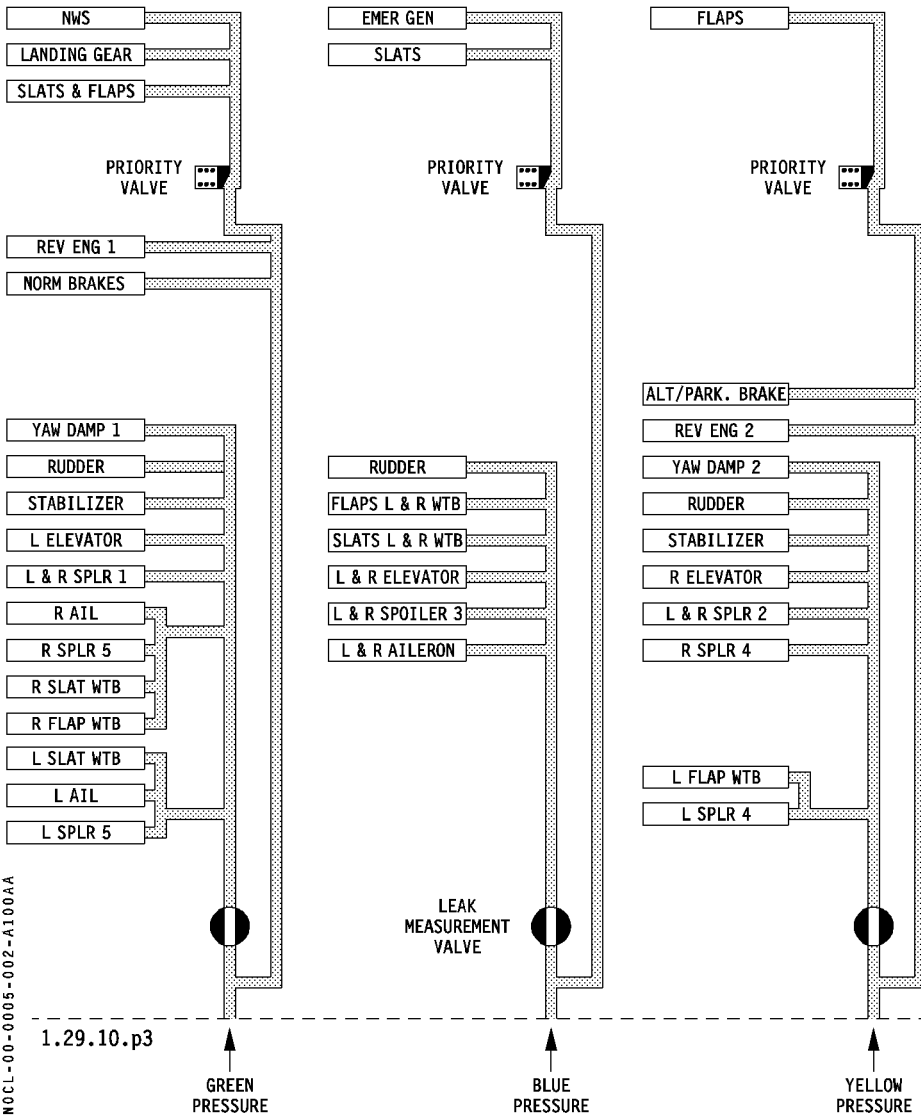 NWS
LANDING GEAR
SLATS & FLAPS
PRIORITY
VALVE
REV ENG 1
NORM BRAKES
YAW DAMP 1
RUDDER
STABILIZER
L ELEVATOR
L & R SPLR 1
R AIL
R SPLR 5
R SLAT WTB
R FLAP WTB
L SLAT WTB
L AIL
L SPLR 5
EMER GEN
SLATS
PRIORITY
VALVE
RUDDER
FLAPS L & R WTB
SLATS L & R WTB
L & R ELEVATOR
L & R SPOILER 3
L & R AILERON
LEAK
MEASUREMENT
VALVE
FLAPS
PRIORITY
VALVE
ALT/PARK. BRAKE
REV ENG 2
YAW DAMP 2
RUDDER
STABILIZER
R ELEVATOR
L & R SPLR 2
R SPLR 4
L FLAP WTB
L SPLR 4
N0CL-00-0005-002-A100AA
1.29.10.p3
GREEN
PRESSURE
BLUE
PRESSURE
YELLOW
PRESSURE